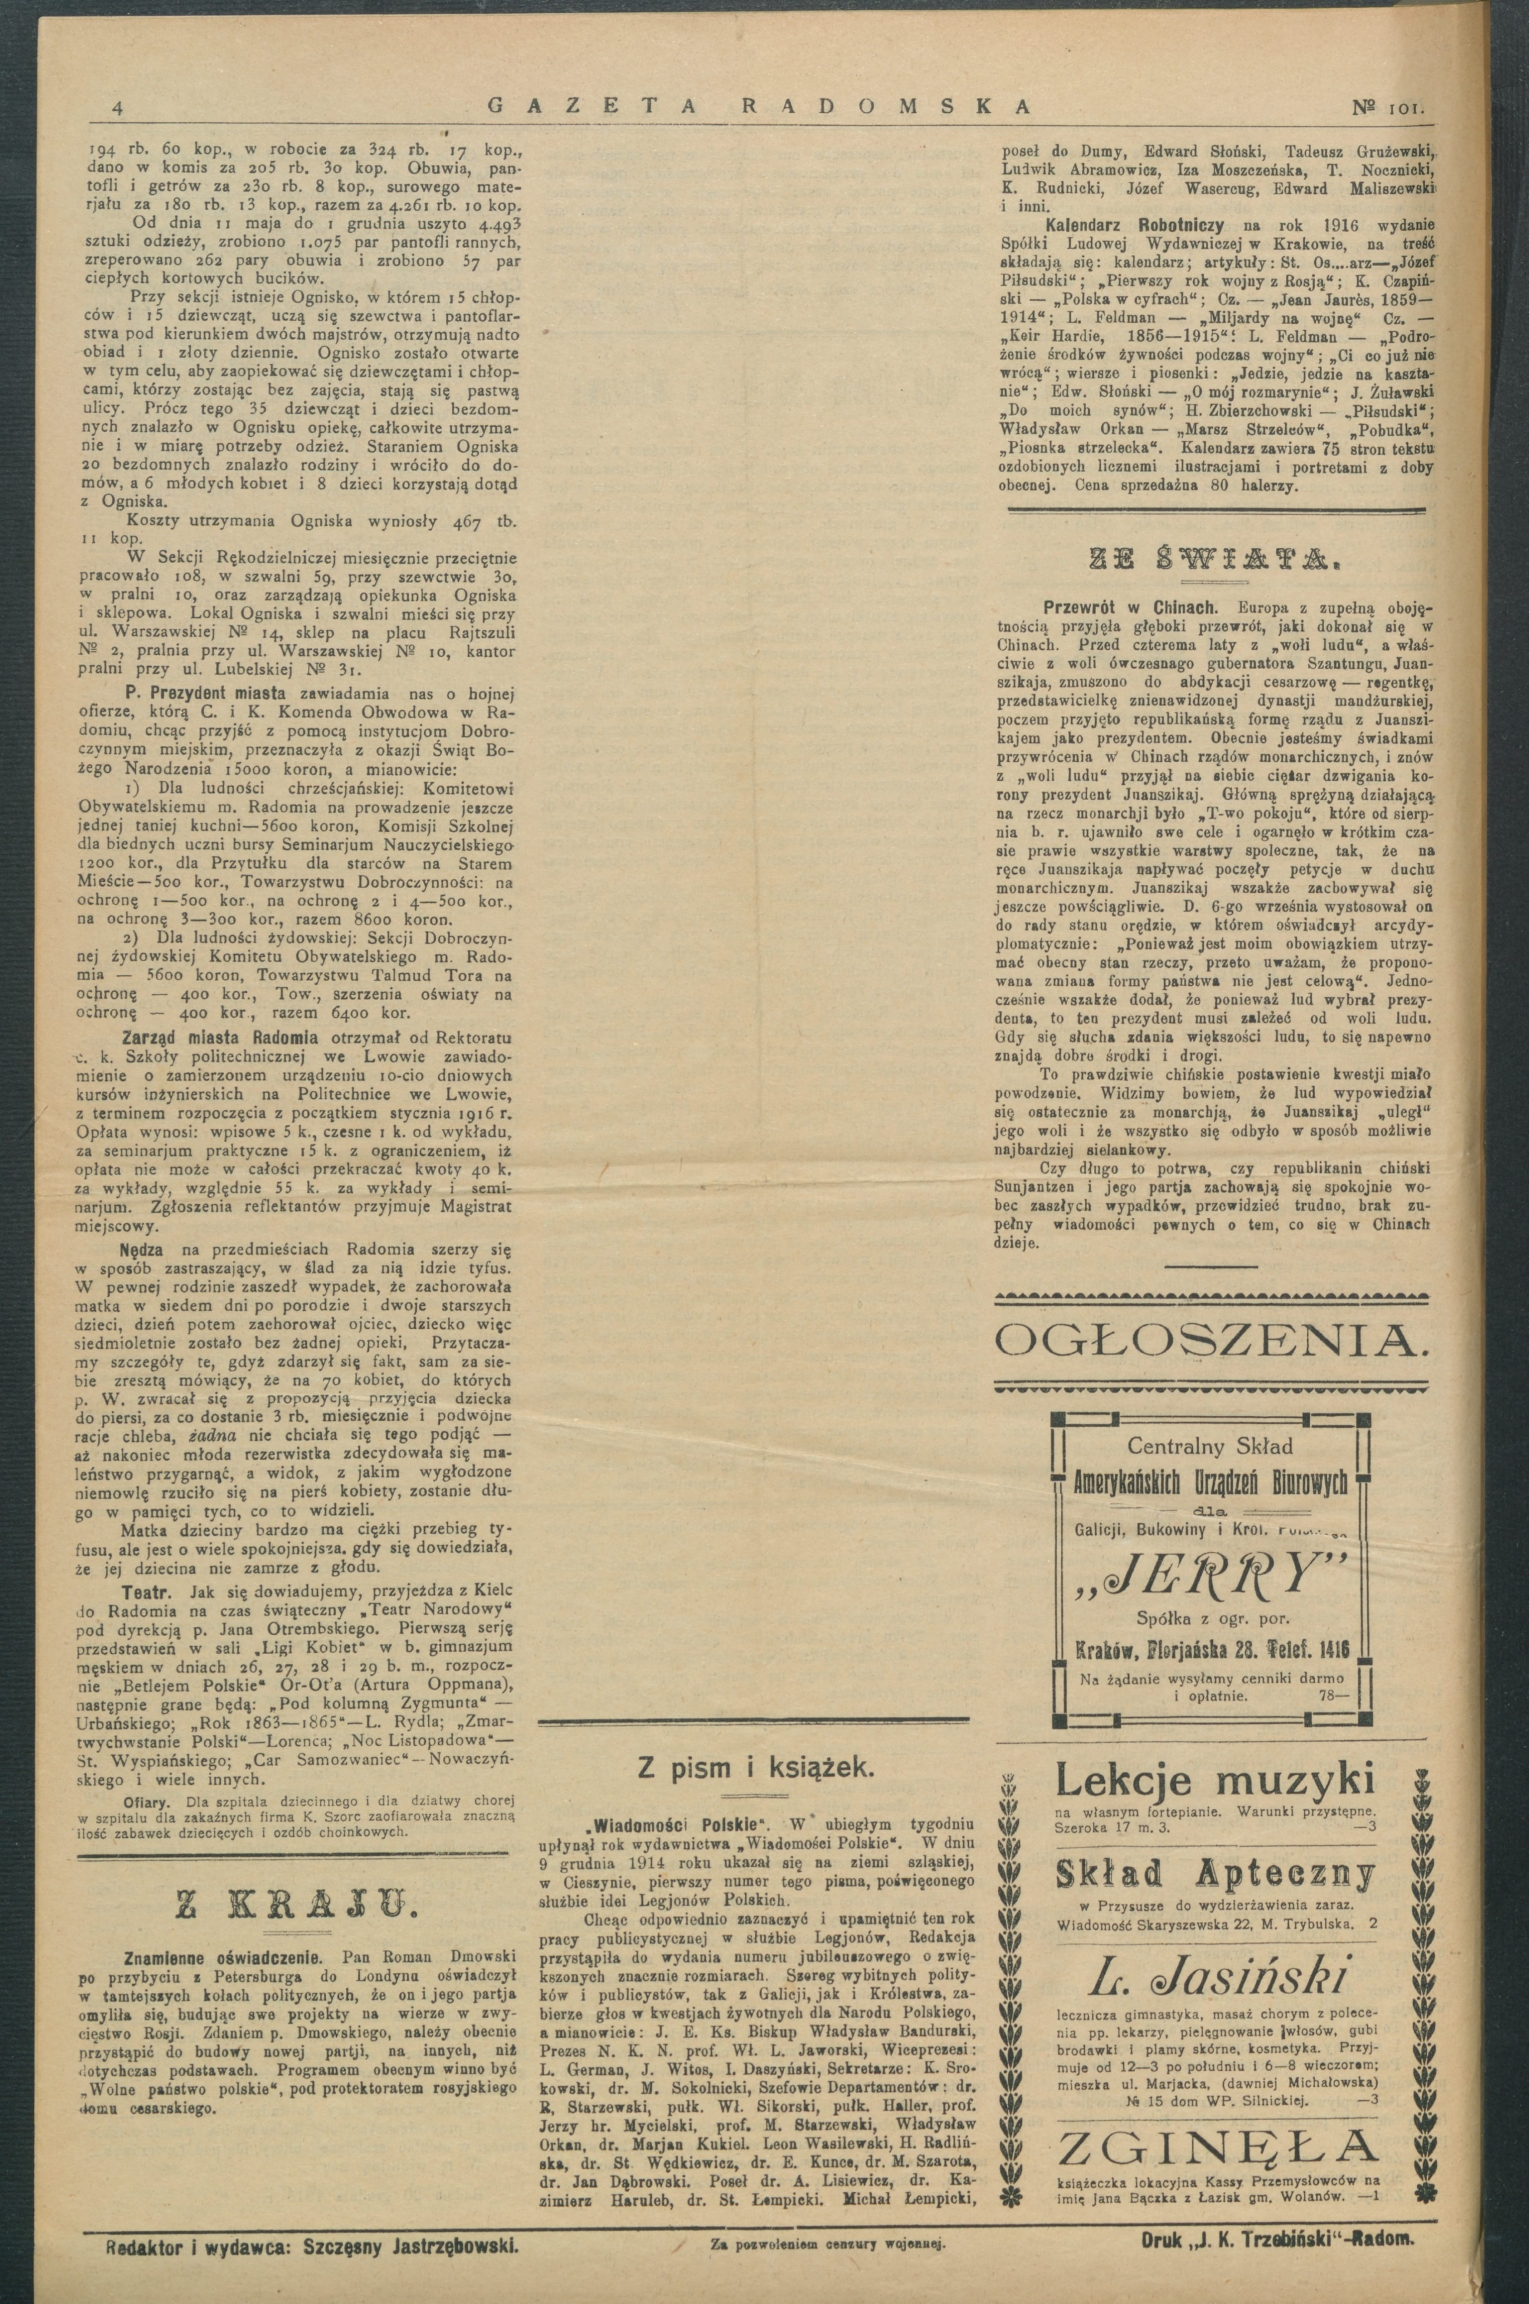 4
GAZETA RADOMSKA
№ 101.
194 rb. 60 kop., w robocie za 324 rb. 17 kop.,
dano w komis za 205 rb. 30 kop. Obuwia, pan-
tofli i getrów za 230 rb. 8 kop., surowego mate-
rjału za 180 rb. 13 kop., razem za 4.261 rb. 10 kop.
Od dnia 11 maja do 1 grudnia uszyto 4.493
sztuki odzieży, zrobiono 1.075 par pantofli rannych,
zreperowano 262 pary obuwia i zrobiono 57 par
ciepłych kortowych bucików.
Przy sekcji istnieje Ognisko, w którem 15 chłop-
ców i 15 dziewcząt, uczą się szewctwa i pantoflar-
stwa pod kierunkiem dwóch majstrów, otrzymują nadto
obiad i 1 złoty dziennie. Ognisko zostało otwarte
w tym celu, aby zaopiekować się dziewczętami i chłop-
cami, którzy zostając bez zajęcia, stają się pastwą
ulicy. Prócz tego 35 dziewcząt i dzieci bezdom-
nych znalazło w Ognisku opiekę, całkowite utrzyma-
nie i w miarę potrzeby odzież. Staraniem Ogniska
20 bezdomnych znalazło rodziny i wróciło do do-
mów, a 6 młodych kobiet i 8 dzieci korzystają dotąd
z Ogniska.
Koszty utrzymania Ogniska wyniosły 467 tb.
11 kop.
W Sekcji Rękodzielniczej miesięcznie przeciętnie
pracowało 108, w szwalni 59, przy szewctwie 30,
w pralni 10, oraz zarządzają opiekunka Ogniska
i sklepowa. Lokal Ogniska i szwalni mieści się przy
ul. Warszawskiej № 14, sklep na placu Rajtszuli
№ 2, pralnia przy ul. Warszawskiej № 10, kantor
pralni przy ul. Lubelskiej № 31.
P. Prezydent miasta zawiadamia nas o hojnej
ofierze, którą C. i K. Komenda Obwodowa w Ra-
domiu, chcąc przyjść z pomocą instytucjom Dobro-
czynnym miejskim, przeznaczyła z okazji Świąt Bo-
żego Narodzenia 15000 koron, a mianowicie:
1) Dla ludności chrześcjańskiej: Komitetowi
Obywatelskiemu m. Radomia na prowadzenie jeszcze
jednej taniej kuchni—5600 koron, Komisji Szkolnej
dla biednych uczni bursy Seminarjum Nauczycielskiego
1200 kor., dla Przytułku dla starców na Starem
Mieście—500 kor., Towarzystwu Dobroczynności: na
ochronę 1—500 kor., na ochronę 2 i 4—500 kor.,
na ochronę 3—300 kor., razem 8600 koron.
2) Dla ludności żydowskiej: Sekcji Dobroczyn-
nej żydowskiej Komitetu Obywatelskiego m. Rado-
mia — 5600 koron, Towarzystwu Talmud Tora na
ochronę — 400 kor., Tow., szerzenia oświaty na
ochronę — 400 kor., razem 6400 kor.
Zarząd miasta Radomia otrzymał od Rektoratu
c. k. Szkoły politechnicznej we Lwowie zawiado-
mienie o zamierzonem urządzeniu 10-cio dniowych
kursów inżynierskich na Politechnice we Lwowie,
z terminem rozpoczęcia z początkiem stycznia 1916 r.
Opłata wynosi: wpisowe 5 k., czesne 1 k. od wykładu,
za seminarjum praktyczne 15 k. z ograniczeniem, iż
opłata nie może w całości przekraczać kwoty 40 k.
za wykłady, względnie 55 k. za wykłady i semi-
narjum. Zgłoszenia reflektantów przyjmuje Magistrat
miejscowy.
Nędza na przedmieściach Radomia szerzy się
w sposób zastraszający, w ślad za nią idzie tyfus.
W pewnej rodzinie zaszedł wypadek, że zachorowała
matka w siedem dni po porodzie i dwoje starszych
dzieci, dzień potem zachorował ojciec, dziecko więc
siedmioletnie zostało bez żadnej opieki, Przytacza-
my szczegóły te, gdyż zdarzył się fakt, sam za sie-
bie zresztą mówiący, że na 70 kobiet, do których
p. W. zwracał się z propozycją przyjęcia dziecka
do piersi, za co dostanie 3 rb. miesięcznie i podwójne
racje chleba, żadna nie chciała się tego podjąć —
aż nakoniec młoda rezerwistka zdecydowała się ma-
leństwo przygarnąć, a widok, z jakim wygłodzone
niemowlę rzuciło się na pierś kobiety, zostanie dłu-
go w pamięci tych, co to widzieli.
Matka dzieciny bardzo ma ciężki przebieg ty-
fusu, ale jest o wiele spokojniejsza. gdy się dowiedziała,
że jej dziecina nie zamrze z głodu.
Teatr. Jak się dowiadujemy, przyjeżdza z Kielc
do Radomia na czas świąteczny „Teatr Narodowy“
pod dyrekcją p. Jana Otrembskiego. Pierwszą serję
przedstawień w sali „Ligi Kobiet“ w b. gimnazjum
męskiem w dniach 26, 27, 28 i 29 b. m., rozpocz-
nie „Betlejem Polskie“ Or-Ot'a (Artura Oppmana),
następnie grane będą: „Pod kolumną Zygmunta“ —
Urbańskiego; „Rok 1863—1865“—L. Rydla; „Zmar-
twychwstanie Polski“—Lorenca; „Noc Listopadowa“—
St. Wyspiańskiego; „Car Samozwaniec“—Nowaczyń-
skiego i wiele innych.
Ofiary. Dla szpitala dziecinnego i dla dziatwy chorej
w szpitalu dla zakaźnych firma K. Szorc zaofiarowała znaczną
ilość zabawek dziecięcych i ozdób choinkowych.
Z KRAJU.
Znamienne oświadczenie. Pan Roman Dmowski
po przybyciu z Petersburga do Londynu oświadczył
w tamtejszych kołach politycznych, że on i jego partja
omyliła się, budując swe projekty na wierze w zwy-
cięstwo Rosji. Zdaniem p. Dmowskiego, należy obecnie
przystąpić do budowy nowej partji, na innych, niż
dotychczas podstawach. Programem obecnym winno być
„Wolne państwo polskie“, pod protektoratem rosyjskiego
domu cesarskiego.
Z pism i książek.
„Wiadomości Polskie“. W ubiegłym tygodniu
upłynął rok wydawnictwa „Wiadomości Polskie“. W dniu
9 grudnia 1914 roku ukazał się na ziemi szląskiej,
w Cieszynie, pierwszy numer tego pisma, poświęconego
służbie idei Legjonów Polskich.
Chcąc odpowiednio zaznaczyć i upamiętnić ten rok
pracy publicystycznej w służbie Legjonów, Redakcja
przystąpiła do wydania numeru jubileuszowego o zwię-
kszonych znacznie rozmiarach. Szereg wybitnych polity-
ków i publicystów, tak z Galicji, jak i Królestwa, za-
bierze głos w kwestjach żywotnych dla Narodu Polskiego,
a mianowicie: J. E. Ks. Biskup Władysław Bandurski,
Prezes N. K. N. prof. Wł. L. Jaworski, Wiceprezesi:
L. German, J. Witos, I. Daszyński, Sekretarze: K. Sro-
kowski, dr. M. Sokolnicki, Szefowie Departamentów: dr.
R, Starzewski, pułk. Wł. Sikorski, pułk. Haller, prof.
Jerzy hr. Mycielski, prof. M. Starzewski, Władysław
Orkan, dr. Marjan Kukiel. Leon Wasilewski, H. Radliń-
ska, dr. St. Wędkiewicz, dr. E. Kunce, dr. M. Szarota,
dr. Jan Dąbrowski. Poseł dr. A. Lisiewicz, dr. Ka-
zimierz Haruleb, dr. St. Łempicki. Michał Łempicki,
poseł do Dumy, Edward Słoński, Tadeusz Grużewski,
Ludwik Abramowicz, Iza Moszczeńska, T. Nocznicki,
K. Rudnicki, Józef Wasercug, Edward Maliszewski
i inni.
Kalendarz Robotniczy na rok 1916 wydanie
Spółki Ludowej Wydawniczej w Krakowie, na treść
składają się: kalendarz; artykuły: St. Os....arz—„Józef
Piłsudski“; „Pierwszy rok wojny z Rosją“; K. Czapiń-
ski — „Polska w cyfrach“; Cz. — „Jean Jaurès, 1859—
1914“; L. Feldman — „Miljardy na wojnę“ Cz. —
„Keir Hardie, 1856—1915“: L. Feldman — „Podro-
żenie środków żywności podczas wojny“; „Ci co już nie
wrócą“; wiersze i piosenki: „Jedzie, jedzie na kaszta-
nie“; Edw. Słoński — „O mój rozmarynie“; J. Żuławski
„Do moich synów“; H. Zbierzchowski — „Piłsudski“;
Władysław Orkan — „Marsz Strzelców“, „Pobudka“,
„Piosnka strzelecka“. Kalendarz zawiera 75 stron tekstu
ozdobionych licznemi ilustracjami i portretami z doby
obecnej. Cena sprzedażna 80 halerzy.
ZE ŚWIATA.
Przewrót w Chinach. Europa z zupełną oboję-
tnością przyjęła głęboki przewrót, jaki dokonał się w
Chinach. Przed czterema laty z „woli ludu“, a właś-
ciwie z woli ówczesnego gubernatora Szantungu, Juan-
szikaja, zmuszono do abdykacji cesarzowę — regentkę,
przedstawicielkę znienawidzonej dynastji mandżurskiej,
poczem przyjęto republikańską formę rządu z Juanszi-
kajem jako prezydentem. Obecnie jesteśmy świadkami
przywrócenia w Chinach rządów monarchicznych, i znów
z „woli ludu“ przyjął na siebie ciężar dzwigania ko-
rony prezydent Juanszikaj. Główną sprężyną działającą
na rzecz monarchji było „T-wo pokoju“, które od sierp-
nia b. r. ujawniło swe cele i ogarnęło w krótkim cza-
sie prawie wszystkie warstwy społeczne, tak, że na
ręce Juanszikaja napływać poczęły petycje w duchu
monarchicznym. Juanszikaj wszakże zachowywał się
jeszcze powściągliwie. D. 6-go września wystosował on
do rady stanu orędzie, w którem oświadczył arcydy-
plomatycznie: „Ponieważ jest moim obowiązkiem utrzy-
mać obecny stan rzeczy, przeto uważam, że propono-
wana zmiana formy państwa nie jest celową“. Jedno-
cześnie wszakże dodał, że ponieważ lud wybrał prezy-
denta, to ten prezydent musi zależeć od woli ludu.
Gdy się słucha zdania większości ludu, to się napewno
znajdą dobre środki i drogi.
To prawdziwie chińskie postawienie kwestji miało
powodzenie. Widzimy bowiem, że lud wypowiedział
się ostatecznie za monarchją, że Juanszikaj „uległ“
jego woli i że wszystko się odbyło w sposób możliwie
najbardziej sielankowy.
Czy długo to potrwa, czy republikanin chiński
Sunjantzen i jego partja zachowają się spokojnie wo-
bec zaszłych wypadków, przewidzieć trudno, brak zu-
pełny wiadomości pewnych o tem, co się w Chinach
dzieje.
OGŁOSZENIA.
Centralny Skład
Amerykańskich Urządzeń Biurowych
dla
Galicji, Bukowiny i Król.
„JERRY”
Spółka z ogr. por.
Kraków, Florjańska 28. Telef. 1416
Na żądanie wysyłamy cenniki darmo
i opłatnie. 78—
Lekcje muzyki
na własnym fortepianie. Warunki przystępne.
Szeroka 17 m. 3. —3
Skład Apteczny
w Przysusze do wydzierżawienia zaraz.
Wiadomość Skaryszewska 22, M. Trybulska. 2
L. Jasiński
lecznicza gimnastyka, masaż chorym z polece-
nia pp. lekarzy, pielęgnowanie włosów, gubi
brodawki i plamy skórne, kosmetyka. Przyj-
muje od 12—3 po południu i 6—8 wieczorem;
mieszka ul. Marjacka, (dawniej Michałowska)
№ 15 dom WP. Silnickiej. —3
ZGINĘŁA
książeczka lokacyjna Kassy Przemysłowców na
imię Jana Bączka z Łazisk gm. Wolanów. —1
Redaktor i wydawca: Szczęsny Jastrzębowski.
Za pozwoleniem cenzury wojennej.
Druk „J. K. Trzebiński“-Radom.